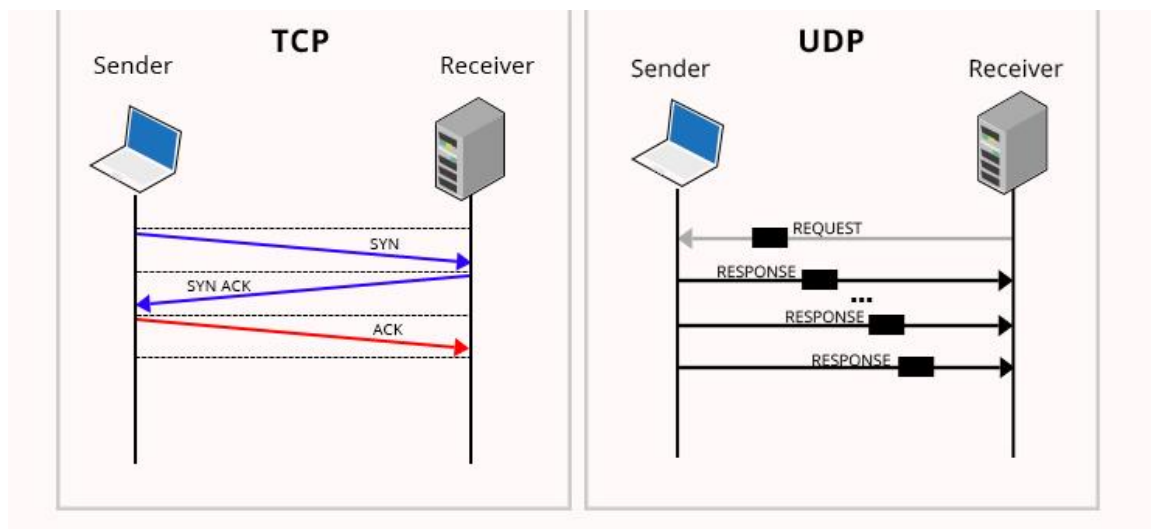 TCP
Sender
Receiver
SYN
SYN ACK
ACK
UDP
Sender
Receiver
REQUEST
RESPONSE
...
RESPONSE
RESPONSE